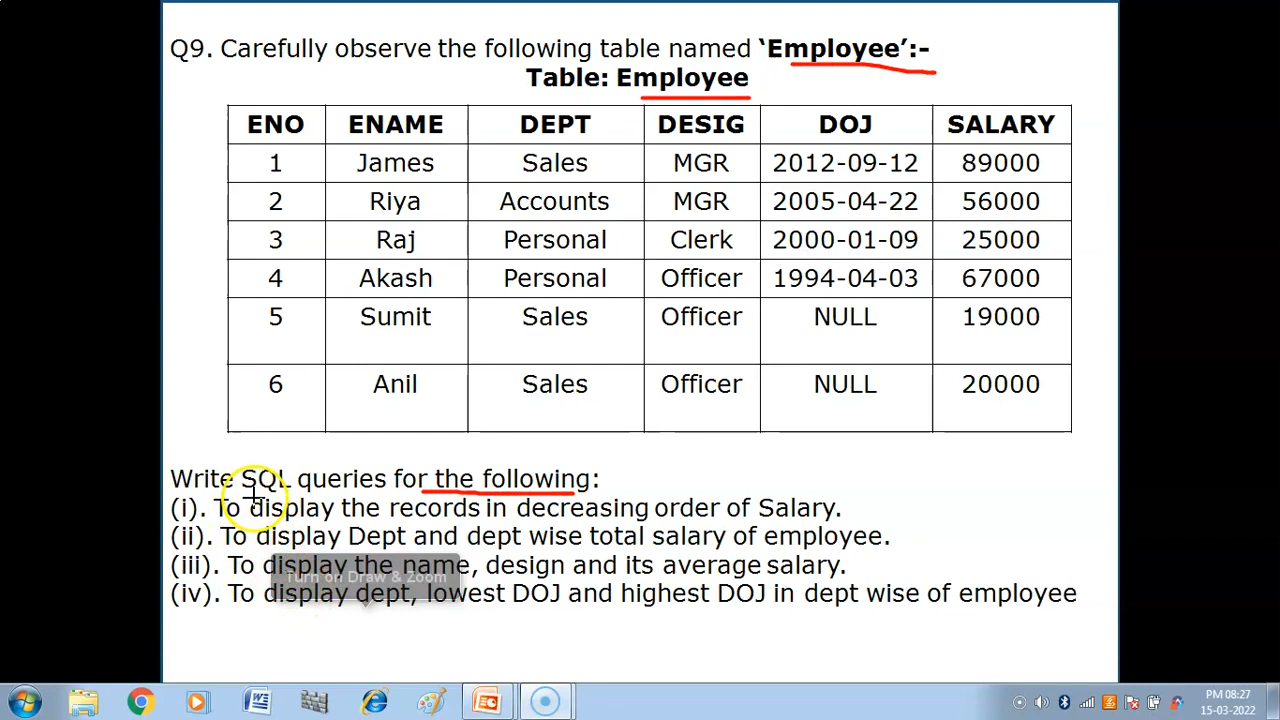 Q9. Carefully observe the following table named ‘Employee’:-
Table: Employee
ENO ENAME DEPT DESIG DOJ SALARY
1 James Sales MGR 2012-09-12 89000
2 Riya Accounts MGR 2005-04-22 56000
3 Raj Personal Clerk 2000-01-09 25000
4 Akash Personal Officer 1994-04-03 67000
5 Sumit Sales Officer NULL 19000
6 Anil Sales Officer NULL 20000
Write SQL queries for the following:
(i). To display the records in decreasing order of Salary.
(ii). To display Dept and dept wise total salary of employee.
(iii). To display the name, design and its average salary.
Turn on Draw & Zoom
(iv). To display dept, lowest DOJ and highest DOJ in dept wise of employee
PM 08:27
15-03-2022